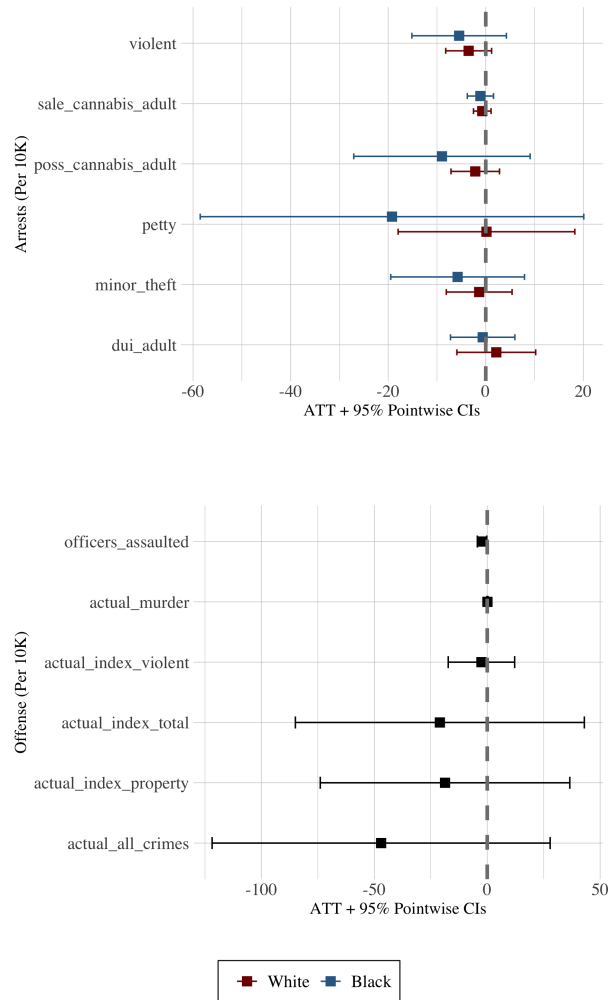 violent
sale_cannabis_adult
poss_cannabis_adult
petty
minor_theft
dui_adult
Arrests (Per 10K)
-60 -40 -20 0 20
ATT + 95% Pointwise CIs
officers_assaulted
actual_murder
actual_index_violent
actual_index_total
actual_index_property
actual_all_crimes
Offense (Per 10K)
-100 -50 0 50
ATT + 95% Pointwise CIs
White Black